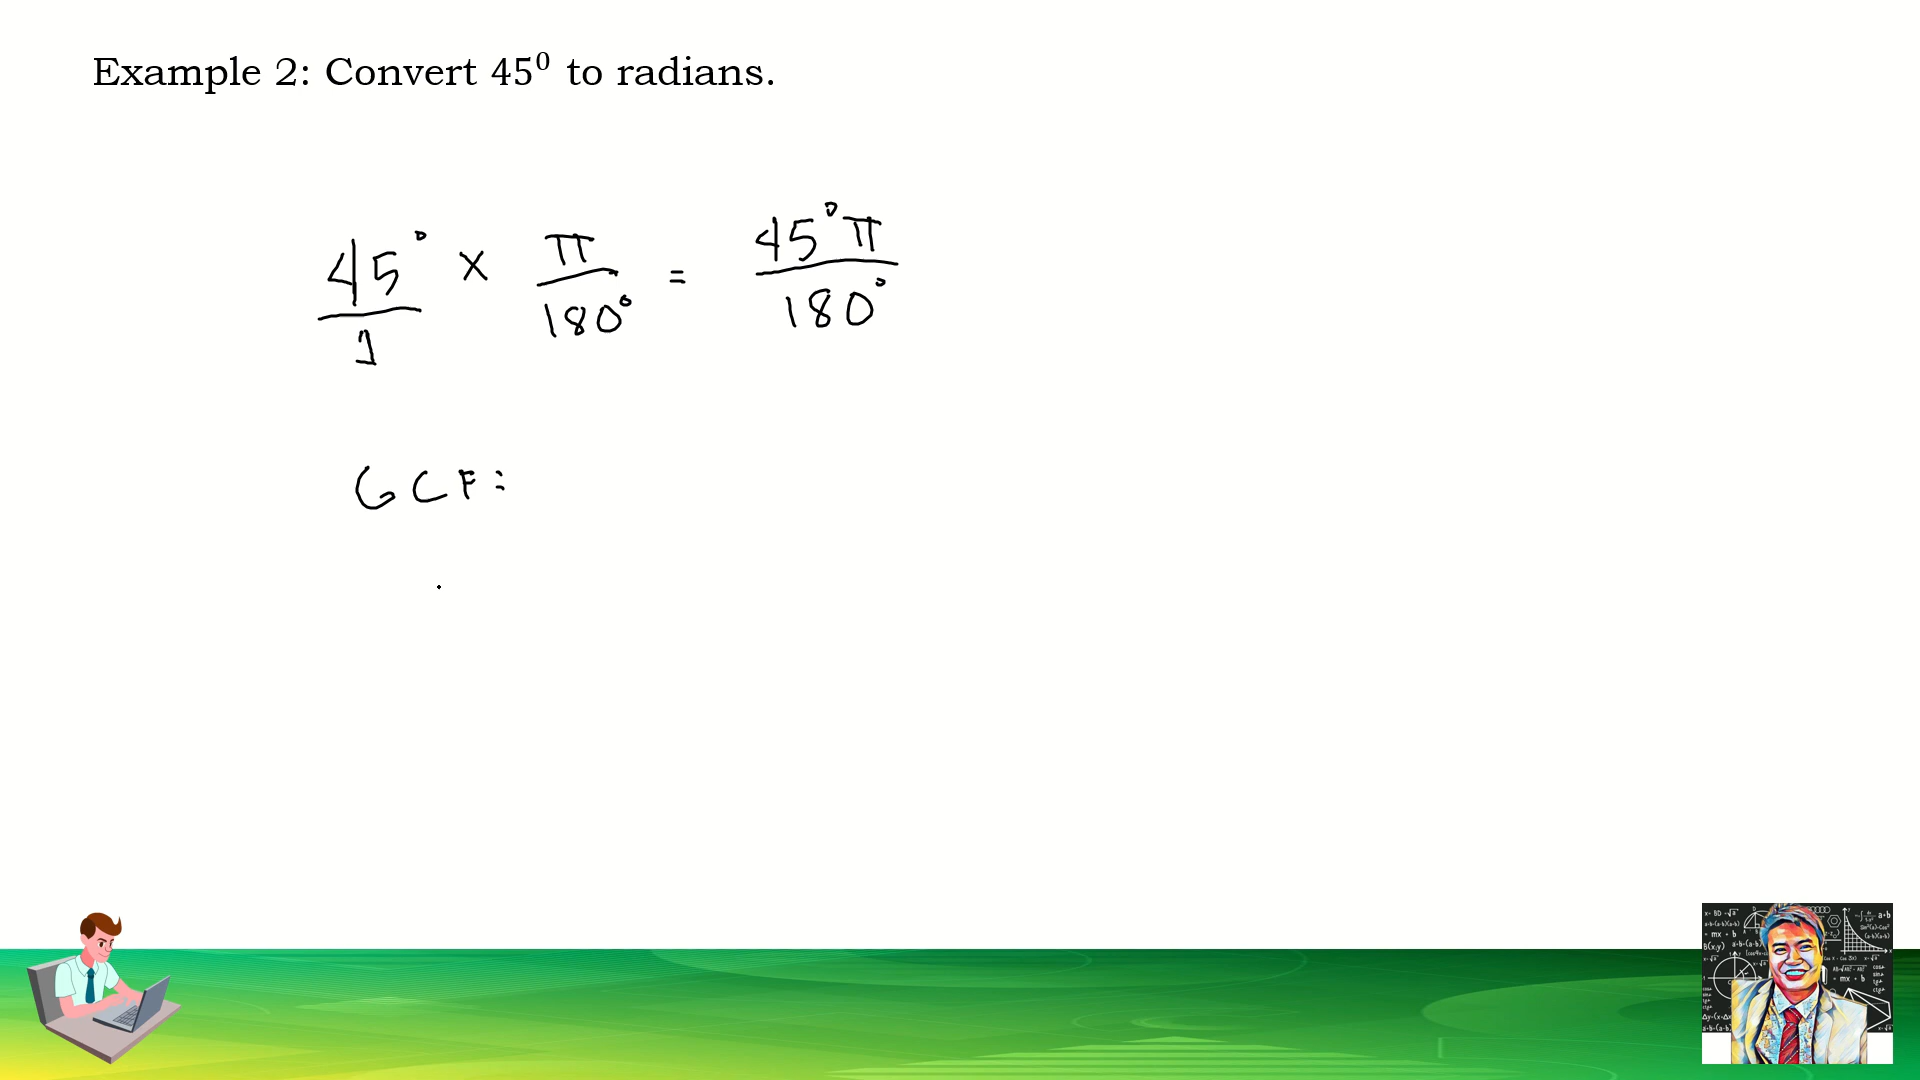 Example 2: Convert 45⁰ to radians.
45° × π = 45°π
1 180° 180°
GCF: